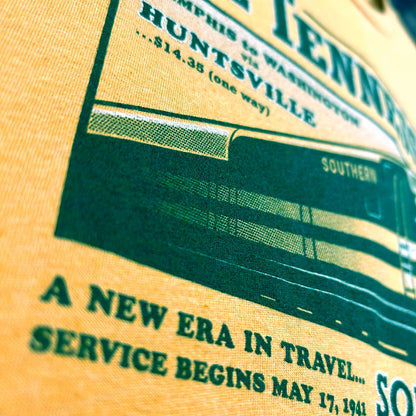 TENNE
MEMPHIS to WASHINGTON
via
HUNTSVILLE
...$14.35 (one way)
SOUTHERN
A NEW ERA IN TRAVEL...
SERVICE BEGINS MAY 17, 1941
SO